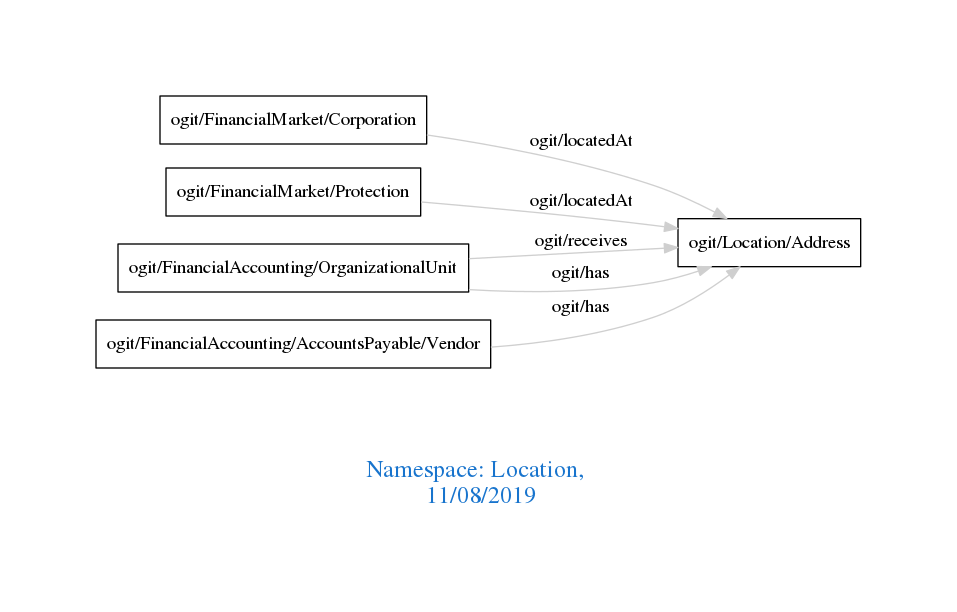 ogit/FinancialMarket/Corporation
ogit/locatedAt
ogit/FinancialMarket/Protection
ogit/locatedAt
ogit/Location/Address
ogit/receives
ogit/FinancialAccounting/OrganizationalUnit
ogit/has
ogit/has
ogit/FinancialAccounting/AccountsPayable/Vendor
Namespace: Location,
11/08/2019